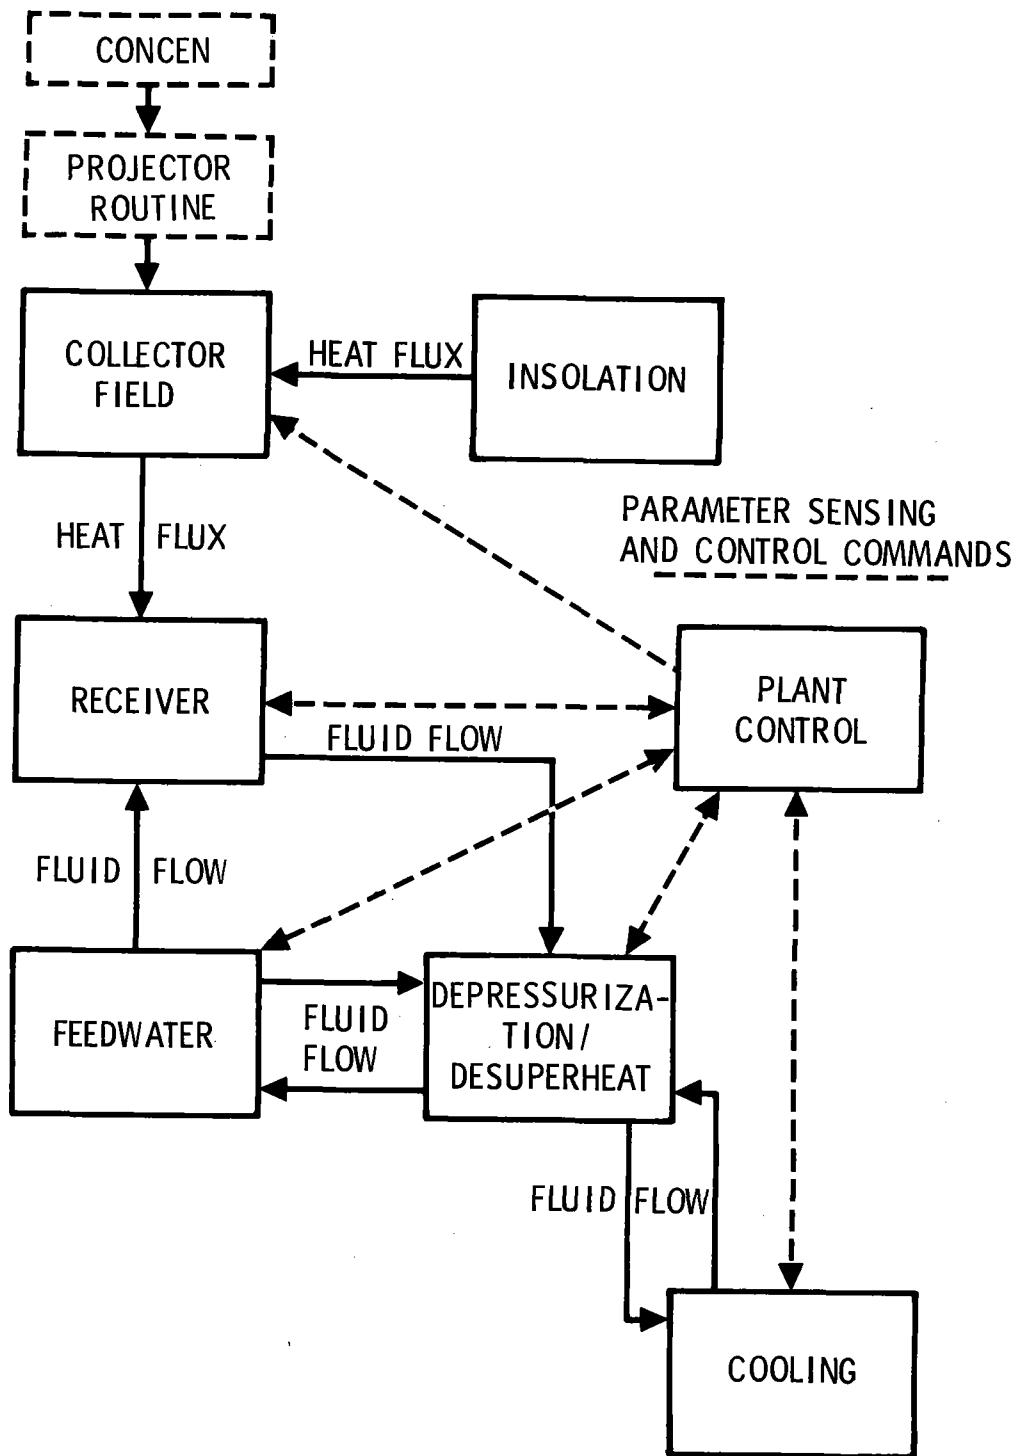 CONCEN
PROJECTOR
ROUTINE
COLLECTOR
FIELD
HEAT FLUX
INSOLATION
HEAT FLUX
PARAMETER SENSING
AND CONTROL COMMANDS
RECEIVER
PLANT
CONTROL
FLUID FLOW
FLUID FLOW
FEEDWATER
FLUID
FLOW
DEPRESSURIZA-
TION/
DESUPERHEAT
FLUID FLOW
COOLING